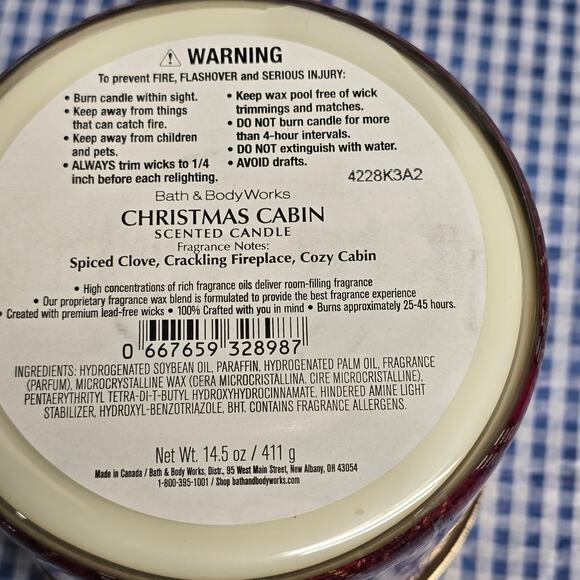 ⚠ WARNING
To prevent FIRE, FLASHOVER and SERIOUS INJURY:
• Burn candle within sight.
• Keep away from things
that can catch fire.
• Keep away from children
and pets.
• ALWAYS trim wicks to 1/4
inch before each relighting.
• Keep wax pool free of wick
trimmings and matches.
• DO NOT burn candle for more
than 4-hour intervals.
• DO NOT extinguish with water.
• AVOID drafts.
4228K3A2
Bath & Body Works
CHRISTMAS CABIN
SCENTED CANDLE
Fragrance Notes:
Spiced Clove, Crackling Fireplace, Cozy Cabin
• High concentrations of rich fragrance oils deliver room-filling fragrance
• Our proprietary fragrance wax blend is formulated to provide the best fragrance experience
• Created with premium lead-free wicks • 100% Crafted with you in mind • Burns approximately 25-45 hours.
0 667659 328987
INGREDIENTS: HYDROGENATED SOYBEAN OIL, PARAFFIN, HYDROGENATED PALM OIL, FRAGRANCE
(PARFUM), MICROCRYSTALLINE WAX (CERA MICROCRISTALLINA, CIRE MICROCRISTALLINE),
PENTAERYTHRITYL TETRA-DI-T-BUTYL HYDROXYHYDROCINNAMATE, HINDERED AMINE LIGHT
STABILIZER, HYDROXYL-BENZOTRIAZOLE, BHT. CONTAINS FRAGRANCE ALLERGENS.
Net Wt. 14.5 oz / 411 g
Made in Canada / Bath & Body Works, Distr., 95 West Main Street, New Albany, OH 43054
1-800-395-1001 / Shop bathandbodyworks.com